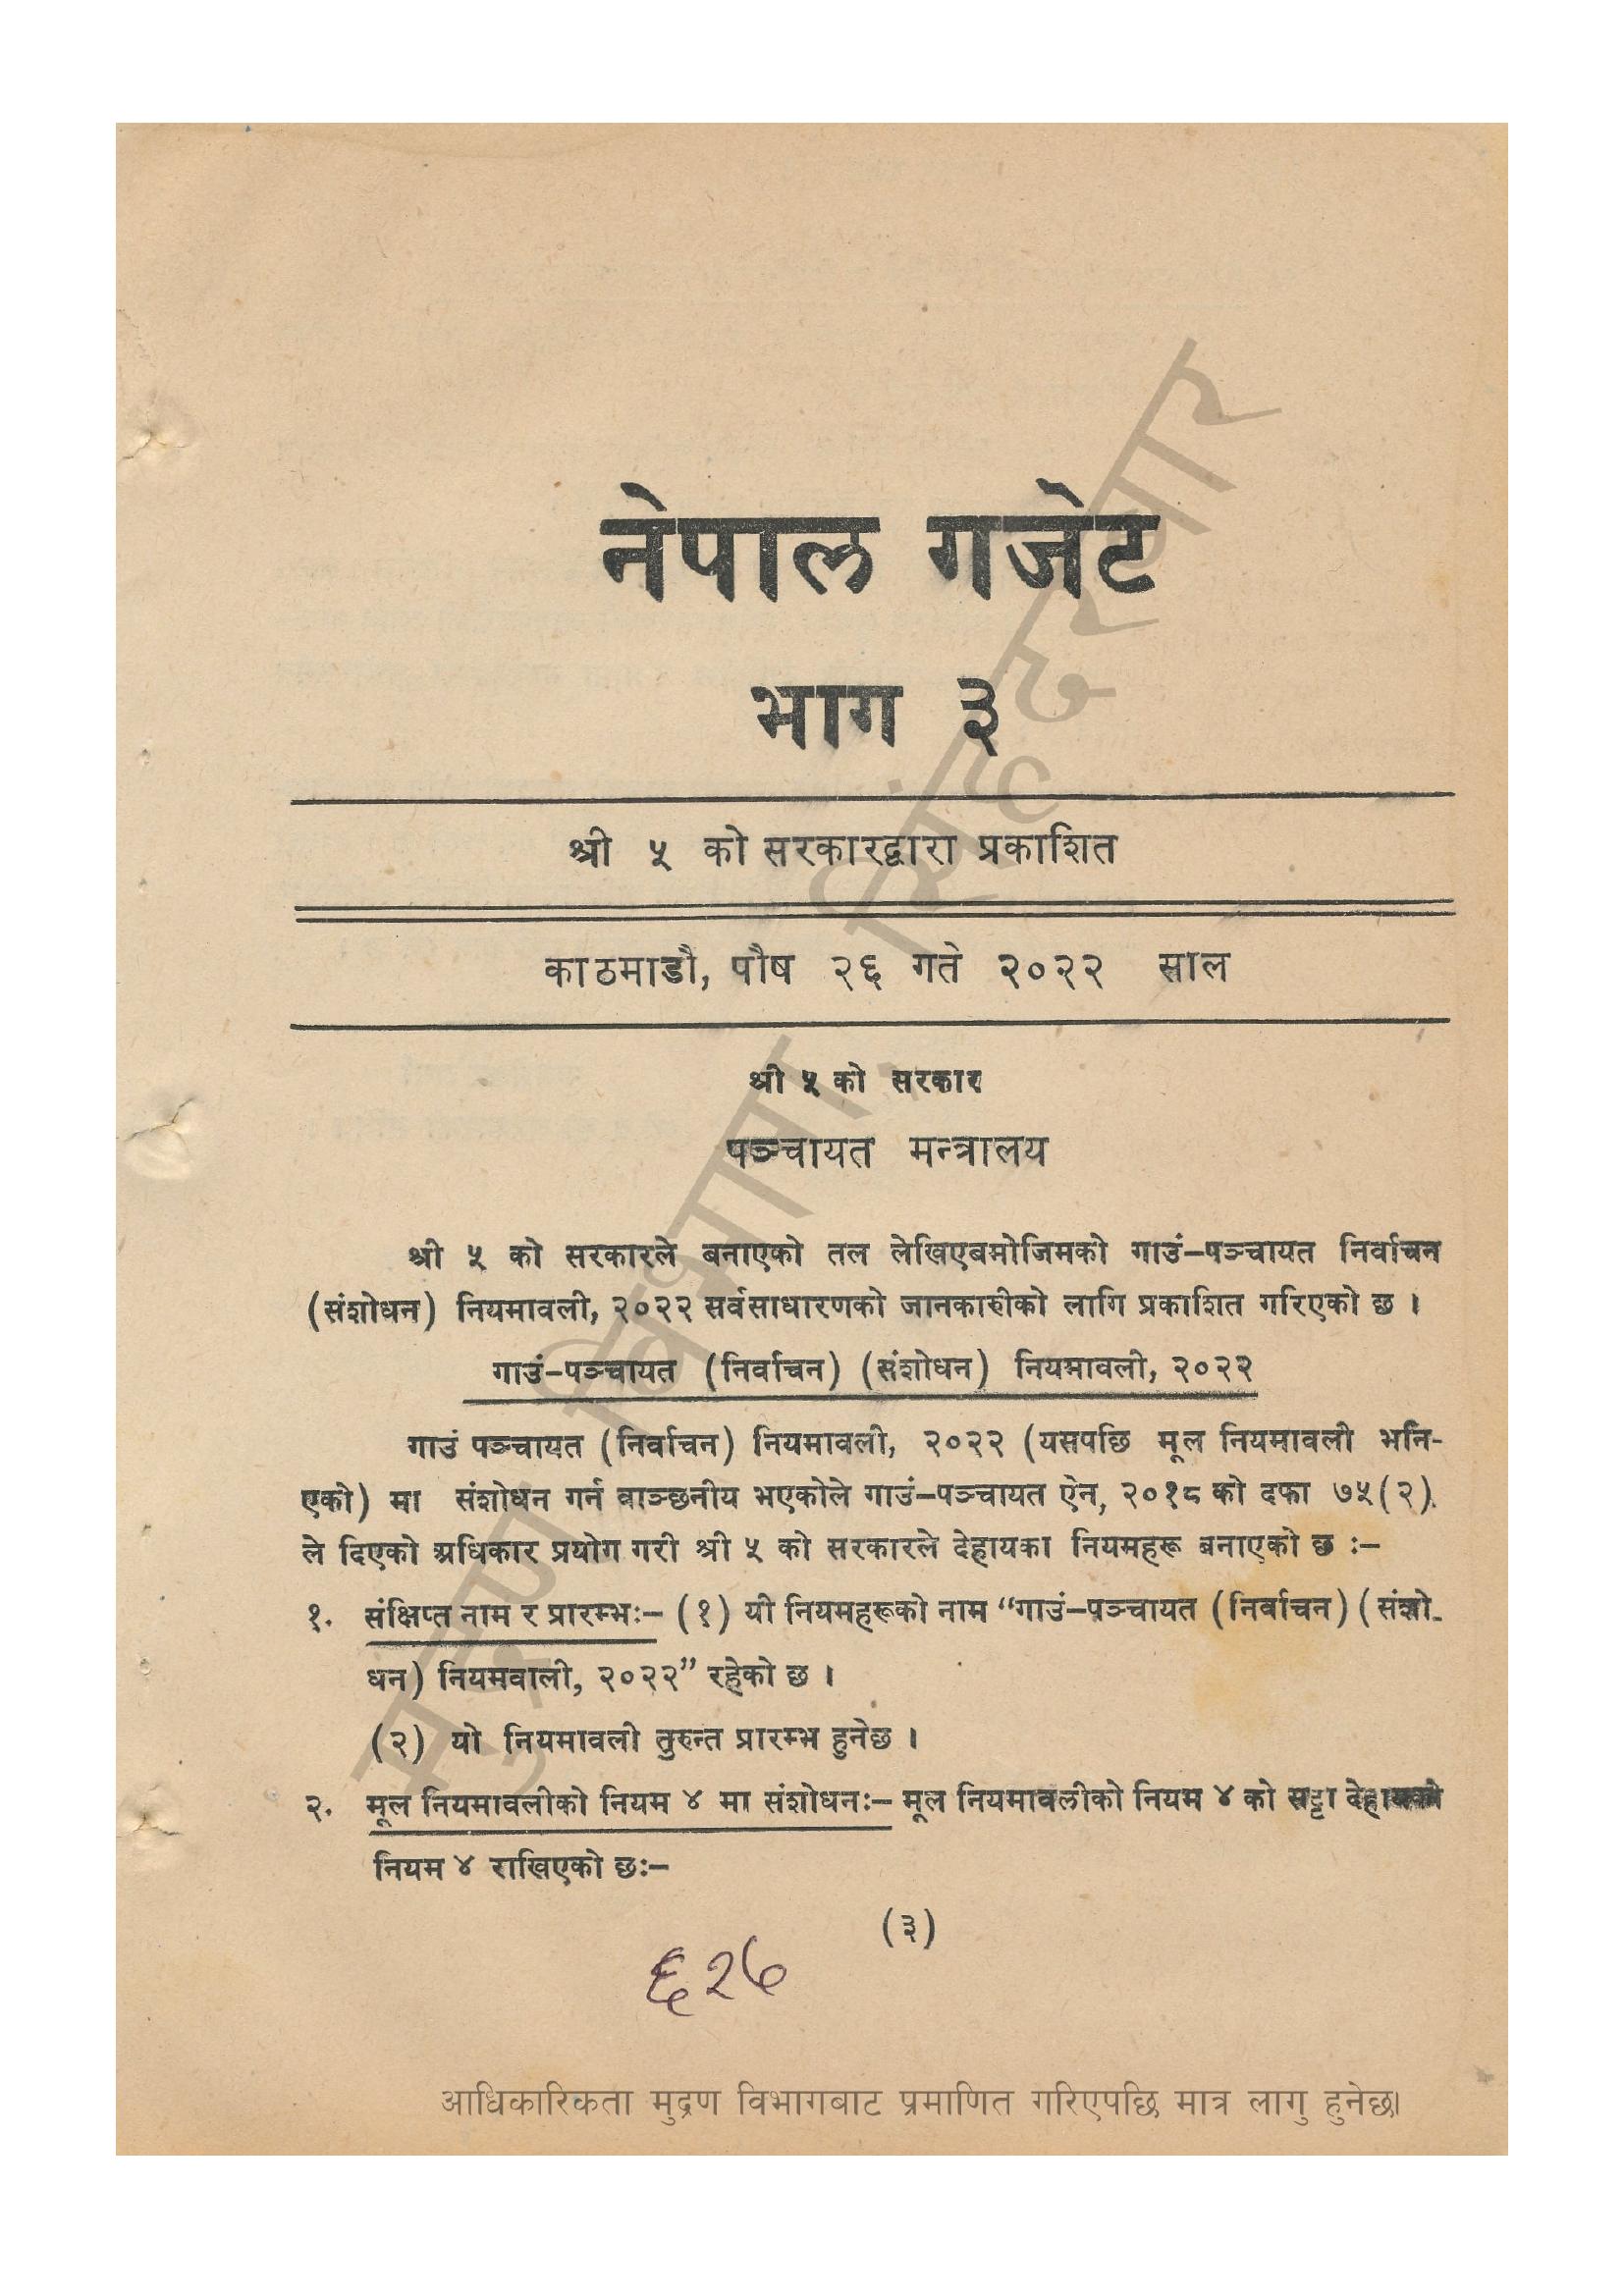 नेपाल गजेट
भाग ३
श्री ५ को सरकारद्वारा प्रकाशित
काठमाडौ, पौष २६ गते २०२२ साल
श्री ५ को सरकार
पञ्चायत मन्त्रालय
श्री ५ को सरकारले बनाएको तल लेखिएबमोजिमको गाउं-पञ्चायत निर्वाचन
(संशोधन) नियमावली, २०२२ सर्वसाधारणको जानकारीको लागि प्रकाशित गरिएको छ ।
गाउं-पञ्चायत (निर्वाचन) (संशोधन) नियमावली, २०२२
गाउं पञ्चायत (निर्वाचन) नियमावली, २०२२ (यसपछि मूल नियमावली भनि-
एको) मा संशोधन गर्न वाञ्छनीय भएकोले गाउं-पञ्चायत ऐन, २०१८ को दफा ७५(२)
ले दिएको अधिकार प्रयोग गरी श्री ५ को सरकारले देहायका नियमहरू बनाएको छ :-
१. संक्षिप्त नाम र प्रारम्भः- (१) यी नियमहरूको नाम "गाउं-पञ्चायत (निर्वाचन) (संशो-
धन) नियमवाली, २०२२" रहेको छ ।
(२) यो नियमावली तुरुन्त प्रारम्भ हुनेछ ।
२. मूल नियमावलीको नियम ४ मा संशोधनः- मूल नियमावलीको नियम ४ को सट्टा देहायको
नियम ४ राखिएको छः-
(३)
६२७
मुद्रण विभाग, सिंहदरबार
आधिकारिकता मुद्रण विभागबाट प्रमाणित गरिएपछि मात्र लागु हुनेछ।